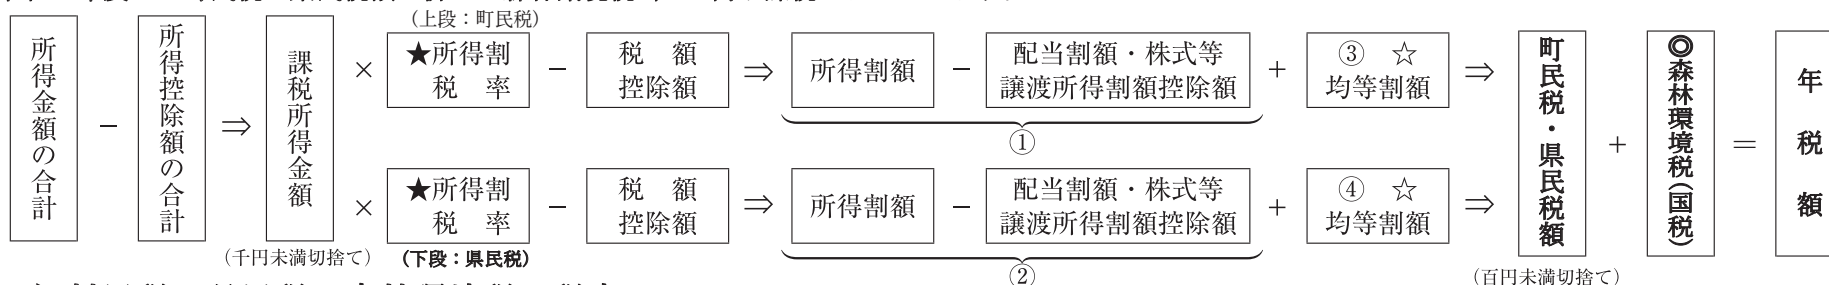 (上段：町民税)
所得金額の合計
－
所得控除額の合計
⇒
課税所得金額
(千円未満切捨て)
×
★所得割
税　率
－
税　額
控除額
⇒
所得割額
－
配当割額・株式等
譲渡所得割額控除額
①
＋
③　☆
均等割額
⇒
×
★所得割
税　率
(下段：県民税)
－
税　額
控除額
⇒
所得割額
－
配当割額・株式等
譲渡所得割額控除額
②
＋
④　☆
均等割額
⇒
町民税・県民税額
(百円未満切捨て)
＋
◎森林環境税(国税)
＝
年税額